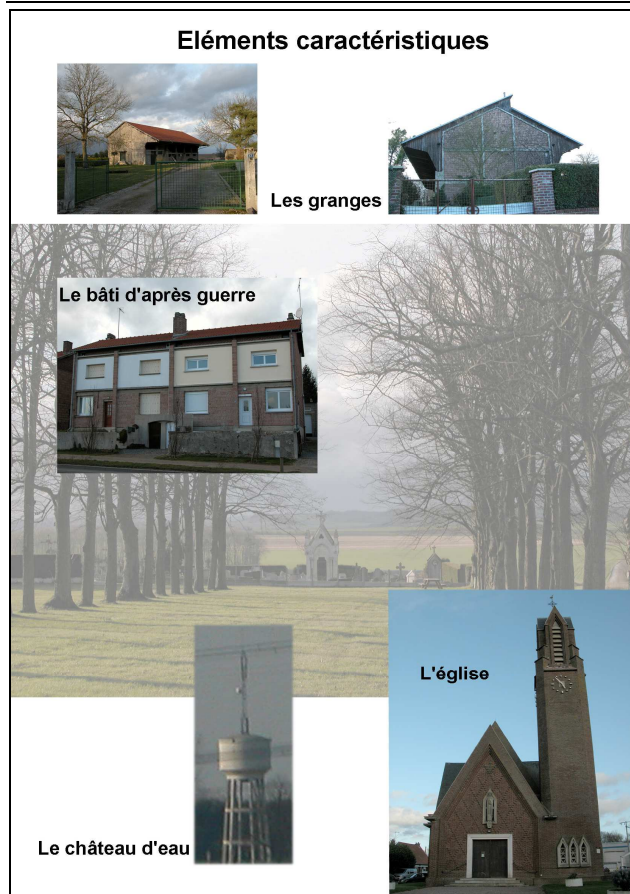 Eléments caractéristiques
Les granges
Le bâti d'après guerre
L'église
Le château d'eau